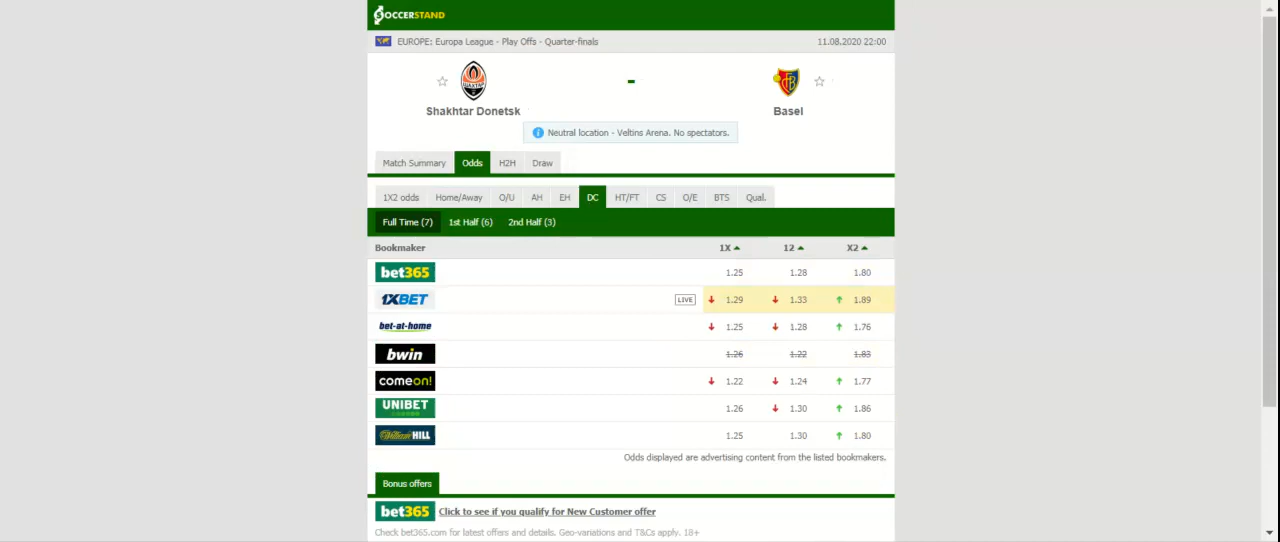 SOCCERSTAND
EUROPE: Europa League - Play Offs - Quarter-finals 11.08.2020 22:00
SHAKHTAR
FCB
-
Shakhtar Donetsk Basel
Neutral location - Veltins Arena. No spectators.
Match Summary Odds H2H Draw
1X2 odds Home/Away O/U AH EH DC HT/FT CS O/E BTS Qual.
Full Time (7) 1st Half (6) 2nd Half (3)
Bookmaker 1X 12 X2
bet365 1.25 1.28 1.80
1XBET LIVE 1.29 1.33 1.89
bet-at-home 1.25 1.28 1.76
bwin 1.26 1.22 1.83
comeon! 1.22 1.24 1.77
UNIBET 1.26 1.30 1.86
William HILL 1.25 1.30 1.80
Odds displayed are advertising content from the listed bookmakers.
Bonus offers
bet365 Click to see if you qualify for New Customer offer
Check bet365.com for latest offers and details. Geo-variations and T&Cs apply. 18+